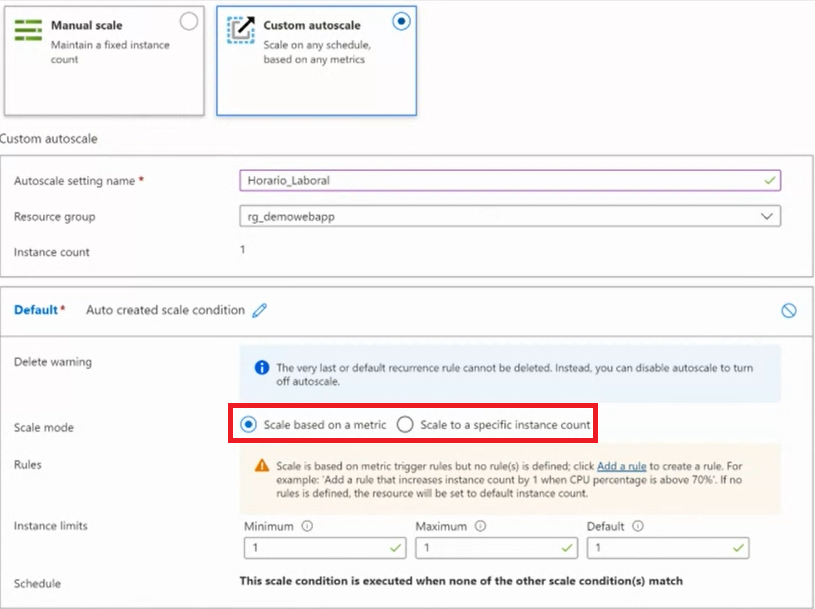 Manual scale
Maintain a fixed instance
count
Custom autoscale
Scale on any schedule,
based on any metrics
Custom autoscale
Autoscale setting name *
Horario_Laboral
Resource group
rg_demowebapp
Instance count
1
Default *
Auto created scale condition
Delete warning
The very last or default recurrence rule cannot be deleted. Instead, you can disable autoscale to turn
off autoscale.
Scale mode
Scale based on a metric
Scale to a specific instance count
Rules
Scale is based on metric trigger rules but no rule(s) is defined; click Add a rule to create a rule. For
example: 'Add a rule that increases instance count by 1 when CPU percentage is above 70%'. If no
rules is defined, the resource will be set to default instance count.
Instance limits
Minimum
Maximum
Default
1
1
1
Schedule
This scale condition is executed when none of the other scale condition(s) match